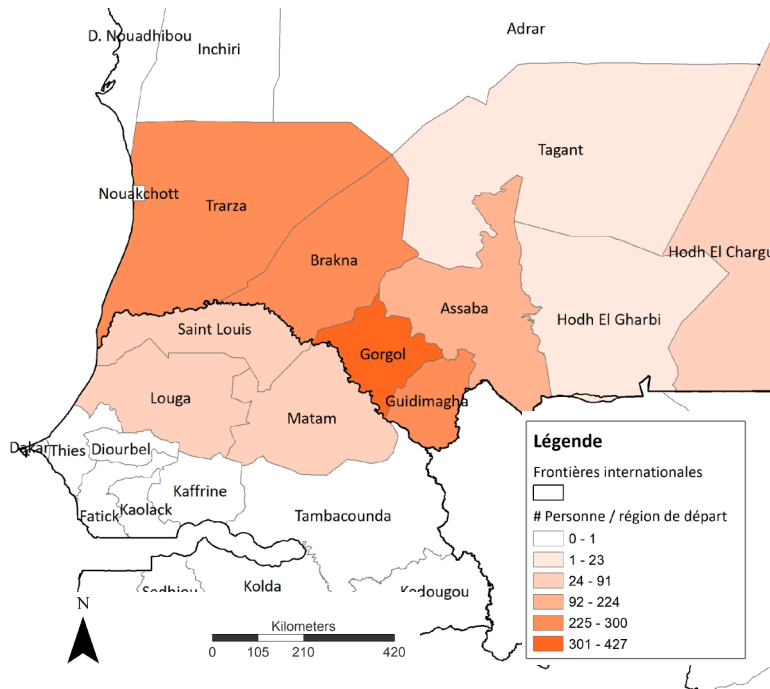 D. Nouadhibou
Inchiri
Adrar
Tagant
Nouakchott
Trarza
Brakna
Hodh El Chargu
Assaba
Hodh El Gharbi
Saint Louis
Gorgol
Louga
Guidimagha
Matam
Dakar
Thies
Diourbel
Kaffrine
Kaolack
Fatick
Tambacounda
Sedhiou
Kolda
Kedougou
Légende
Frontières internationales
# Personne / région de départ
0 - 1
1 - 23
24 - 91
92 - 224
225 - 300
301 - 427
N
Kilometers
0 105 210 420